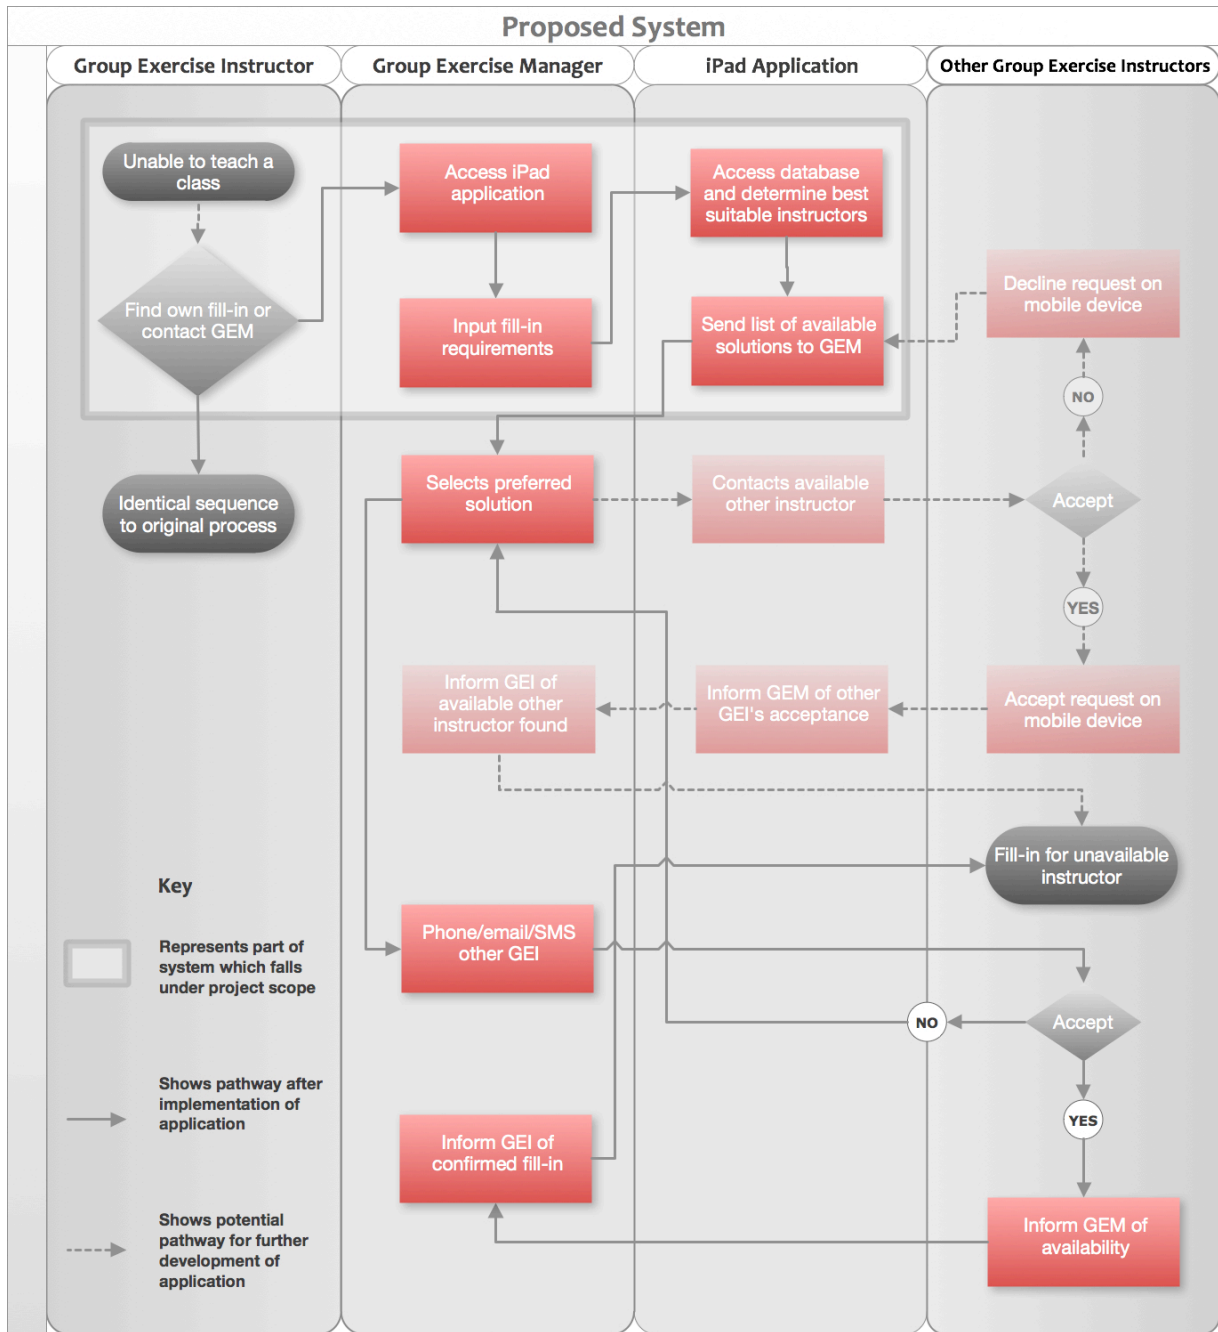 Proposed System
Group Exercise Instructor
Group Exercise Manager
iPad Application
Other Group Exercise Instructors
Unable to teach a
class
Access iPad
application
Access database
and determine best
suitable instructors
Find own fill-in or
contact GEM
Input fill-in
requirements
Send list of available
solutions to GEM
Decline request on
mobile device
NO
Identical sequence
to original process
Selects preferred
solution
Contacts available
other instructor
Accept
YES
Inform GEI of
available other
instructor found
Inform GEM of other
GEI's acceptance
Accept request on
mobile device
Fill-in for unavailable
instructor
Key
Represents part of
system which falls
under project scope
Phone/email/SMS
other GEI
NO
Accept
Shows pathway after
implementation of
application
YES
Inform GEI of
confirmed fill-in
Shows potential
pathway for further
development of
application
Inform GEM of
availability